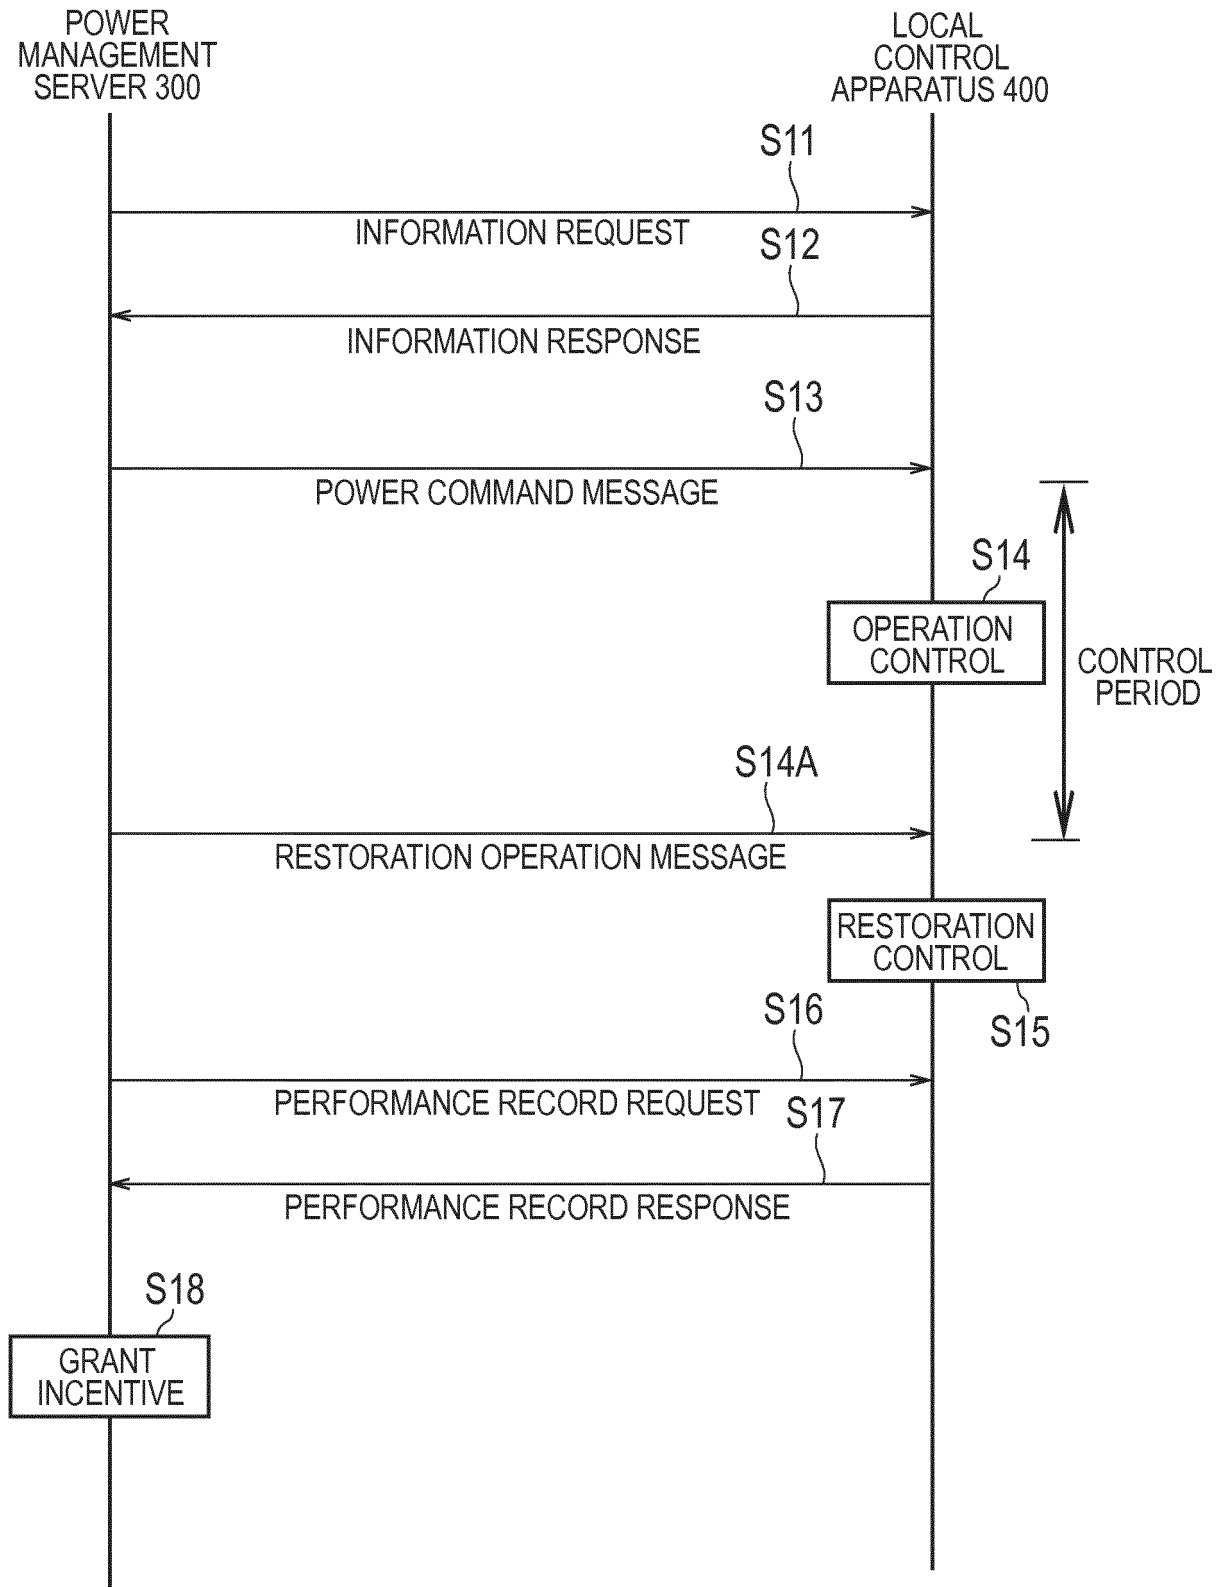 POWER
MANAGEMENT
SERVER 300
LOCAL
CONTROL
APPARATUS 400
S11
INFORMATION REQUEST
S12
INFORMATION RESPONSE
S13
POWER COMMAND MESSAGE
S14
OPERATION
CONTROL
CONTROL
PERIOD
S14A
RESTORATION OPERATION MESSAGE
RESTORATION
CONTROL
S15
S16
PERFORMANCE RECORD REQUEST
S17
PERFORMANCE RECORD RESPONSE
S18
GRANT
INCENTIVE